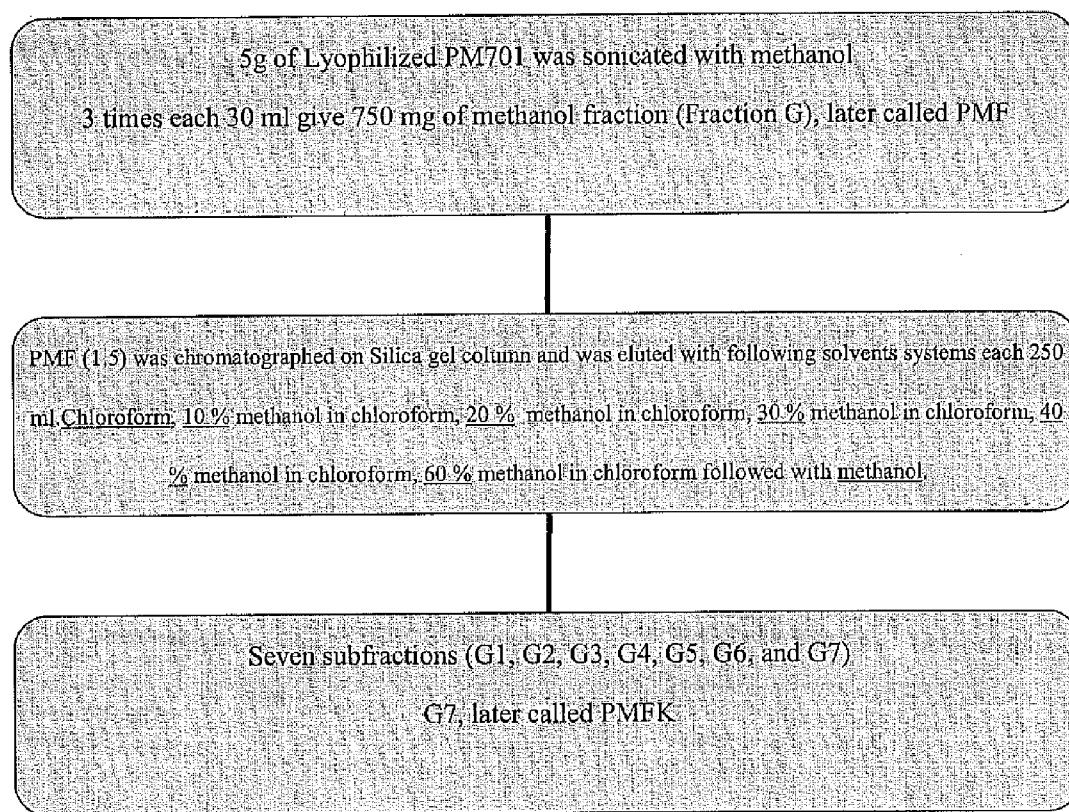 5g of Lyophilized PM701 was sonicated with methanol
3 times each 30 ml give 750 mg of methanol fraction (Fraction G), later called PMF
PMF (1,5) was chromatographed on Silica gel column and was eluted with following solvents systems each 250
ml.Chloroform, 10 % methanol in chloroform, 20 % methanol in chloroform, 30 % methanol in chloroform, 40
% methanol in chloroform, 60 % methanol in chloroform followed with methanol.
Seven subfractions (G1, G2, G3, G4, G5, G6, and G7)
G7, later called PMFK